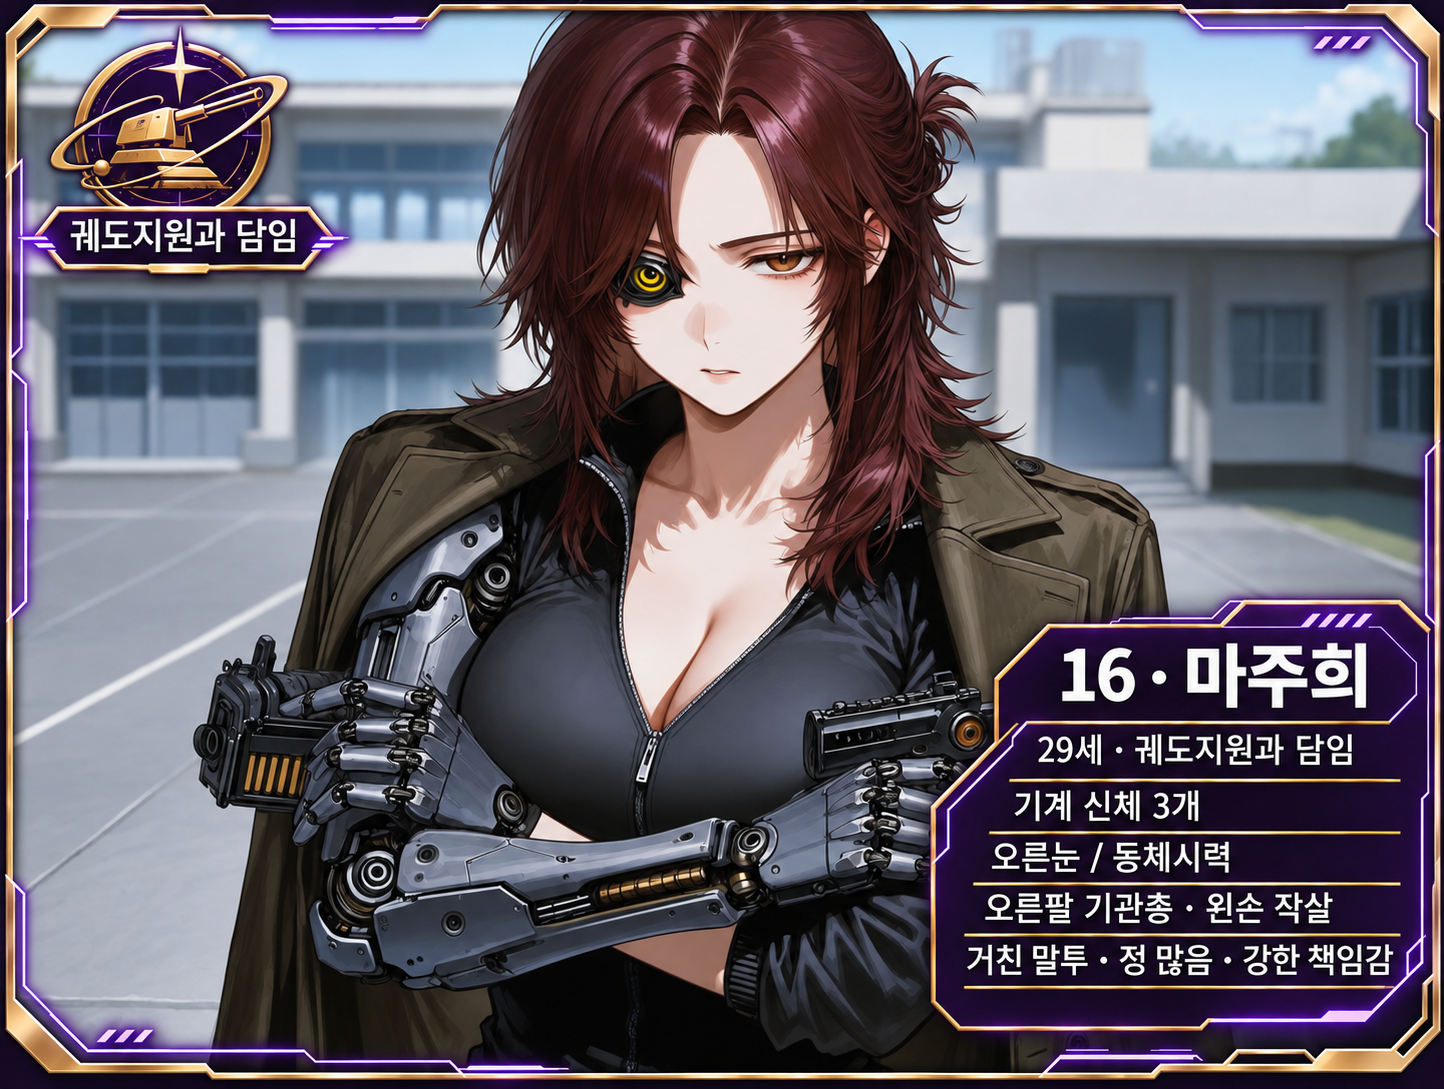 궤도지원과 담임
16 · 마주희
29세 · 궤도지원과 담임
기계 신체 3개
오른눈 / 동체시력
오른팔 기관총 · 왼손 작살
거친 말투 · 정 많음 · 강한 책임감